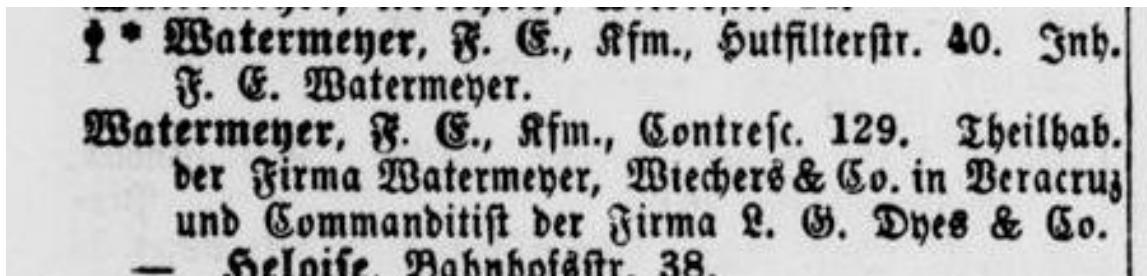 * Watermeyer, F. E., Kfm., Hutfilterstr. 40. Inh.
F. E. Watermeyer.
Watermeyer, F. E., Kfm., Contresc. 129. Theilhab.
der Firma Watermeyer, Wiechers & Co. in Veracruz
und Commanditist der Firma L. G. Dyes & Co.
— Heloise, Bahnhofsstr. 38.